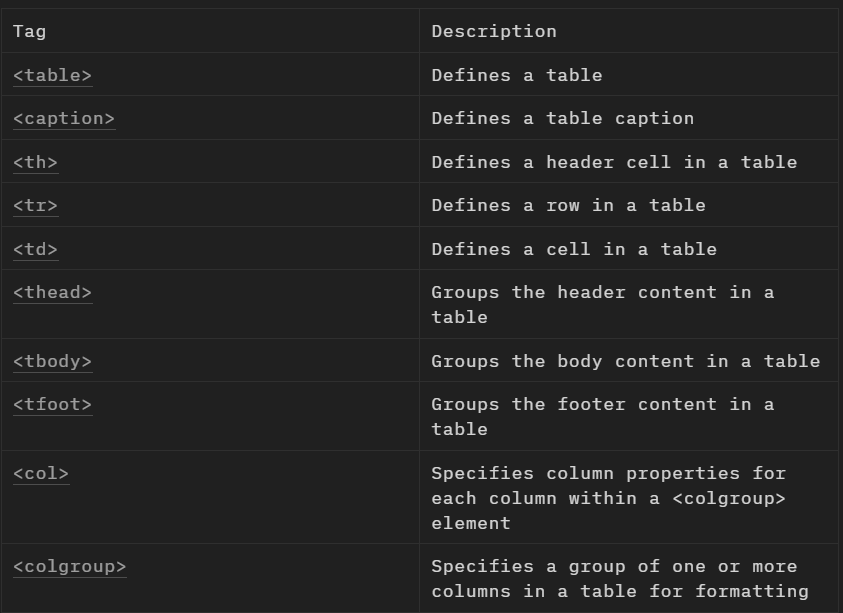 Tag Description
<table> Defines a table
<caption> Defines a table caption
<th> Defines a header cell in a table
<tr> Defines a row in a table
<td> Defines a cell in a table
<thead> Groups the header content in a
table
<tbody> Groups the body content in a table
<tfoot> Groups the footer content in a
table
<col> Specifies column properties for
each column within a <colgroup>
element
<colgroup> Specifies a group of one or more
columns in a table for formatting